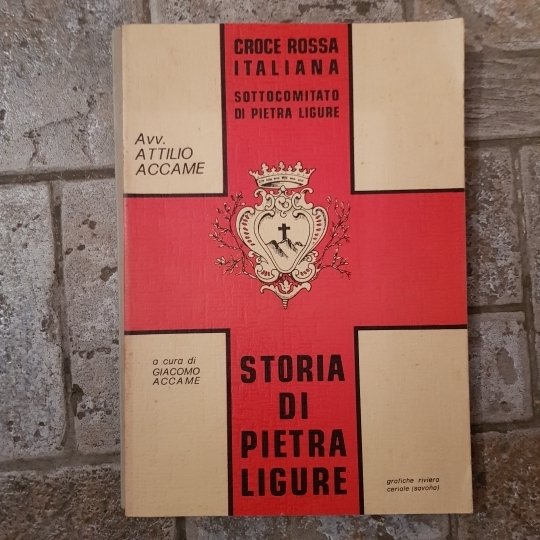 CROCE ROSSA
ITALIANA
SOTTOCOMITATO
DI PIETRA LIGURE
Avv.
ATTILIO
ACCAME
a cura di
GIACOMO
ACCAME
STORIA
DI
PIETRA
LIGURE
grafiche riviera
ceriale (savona)